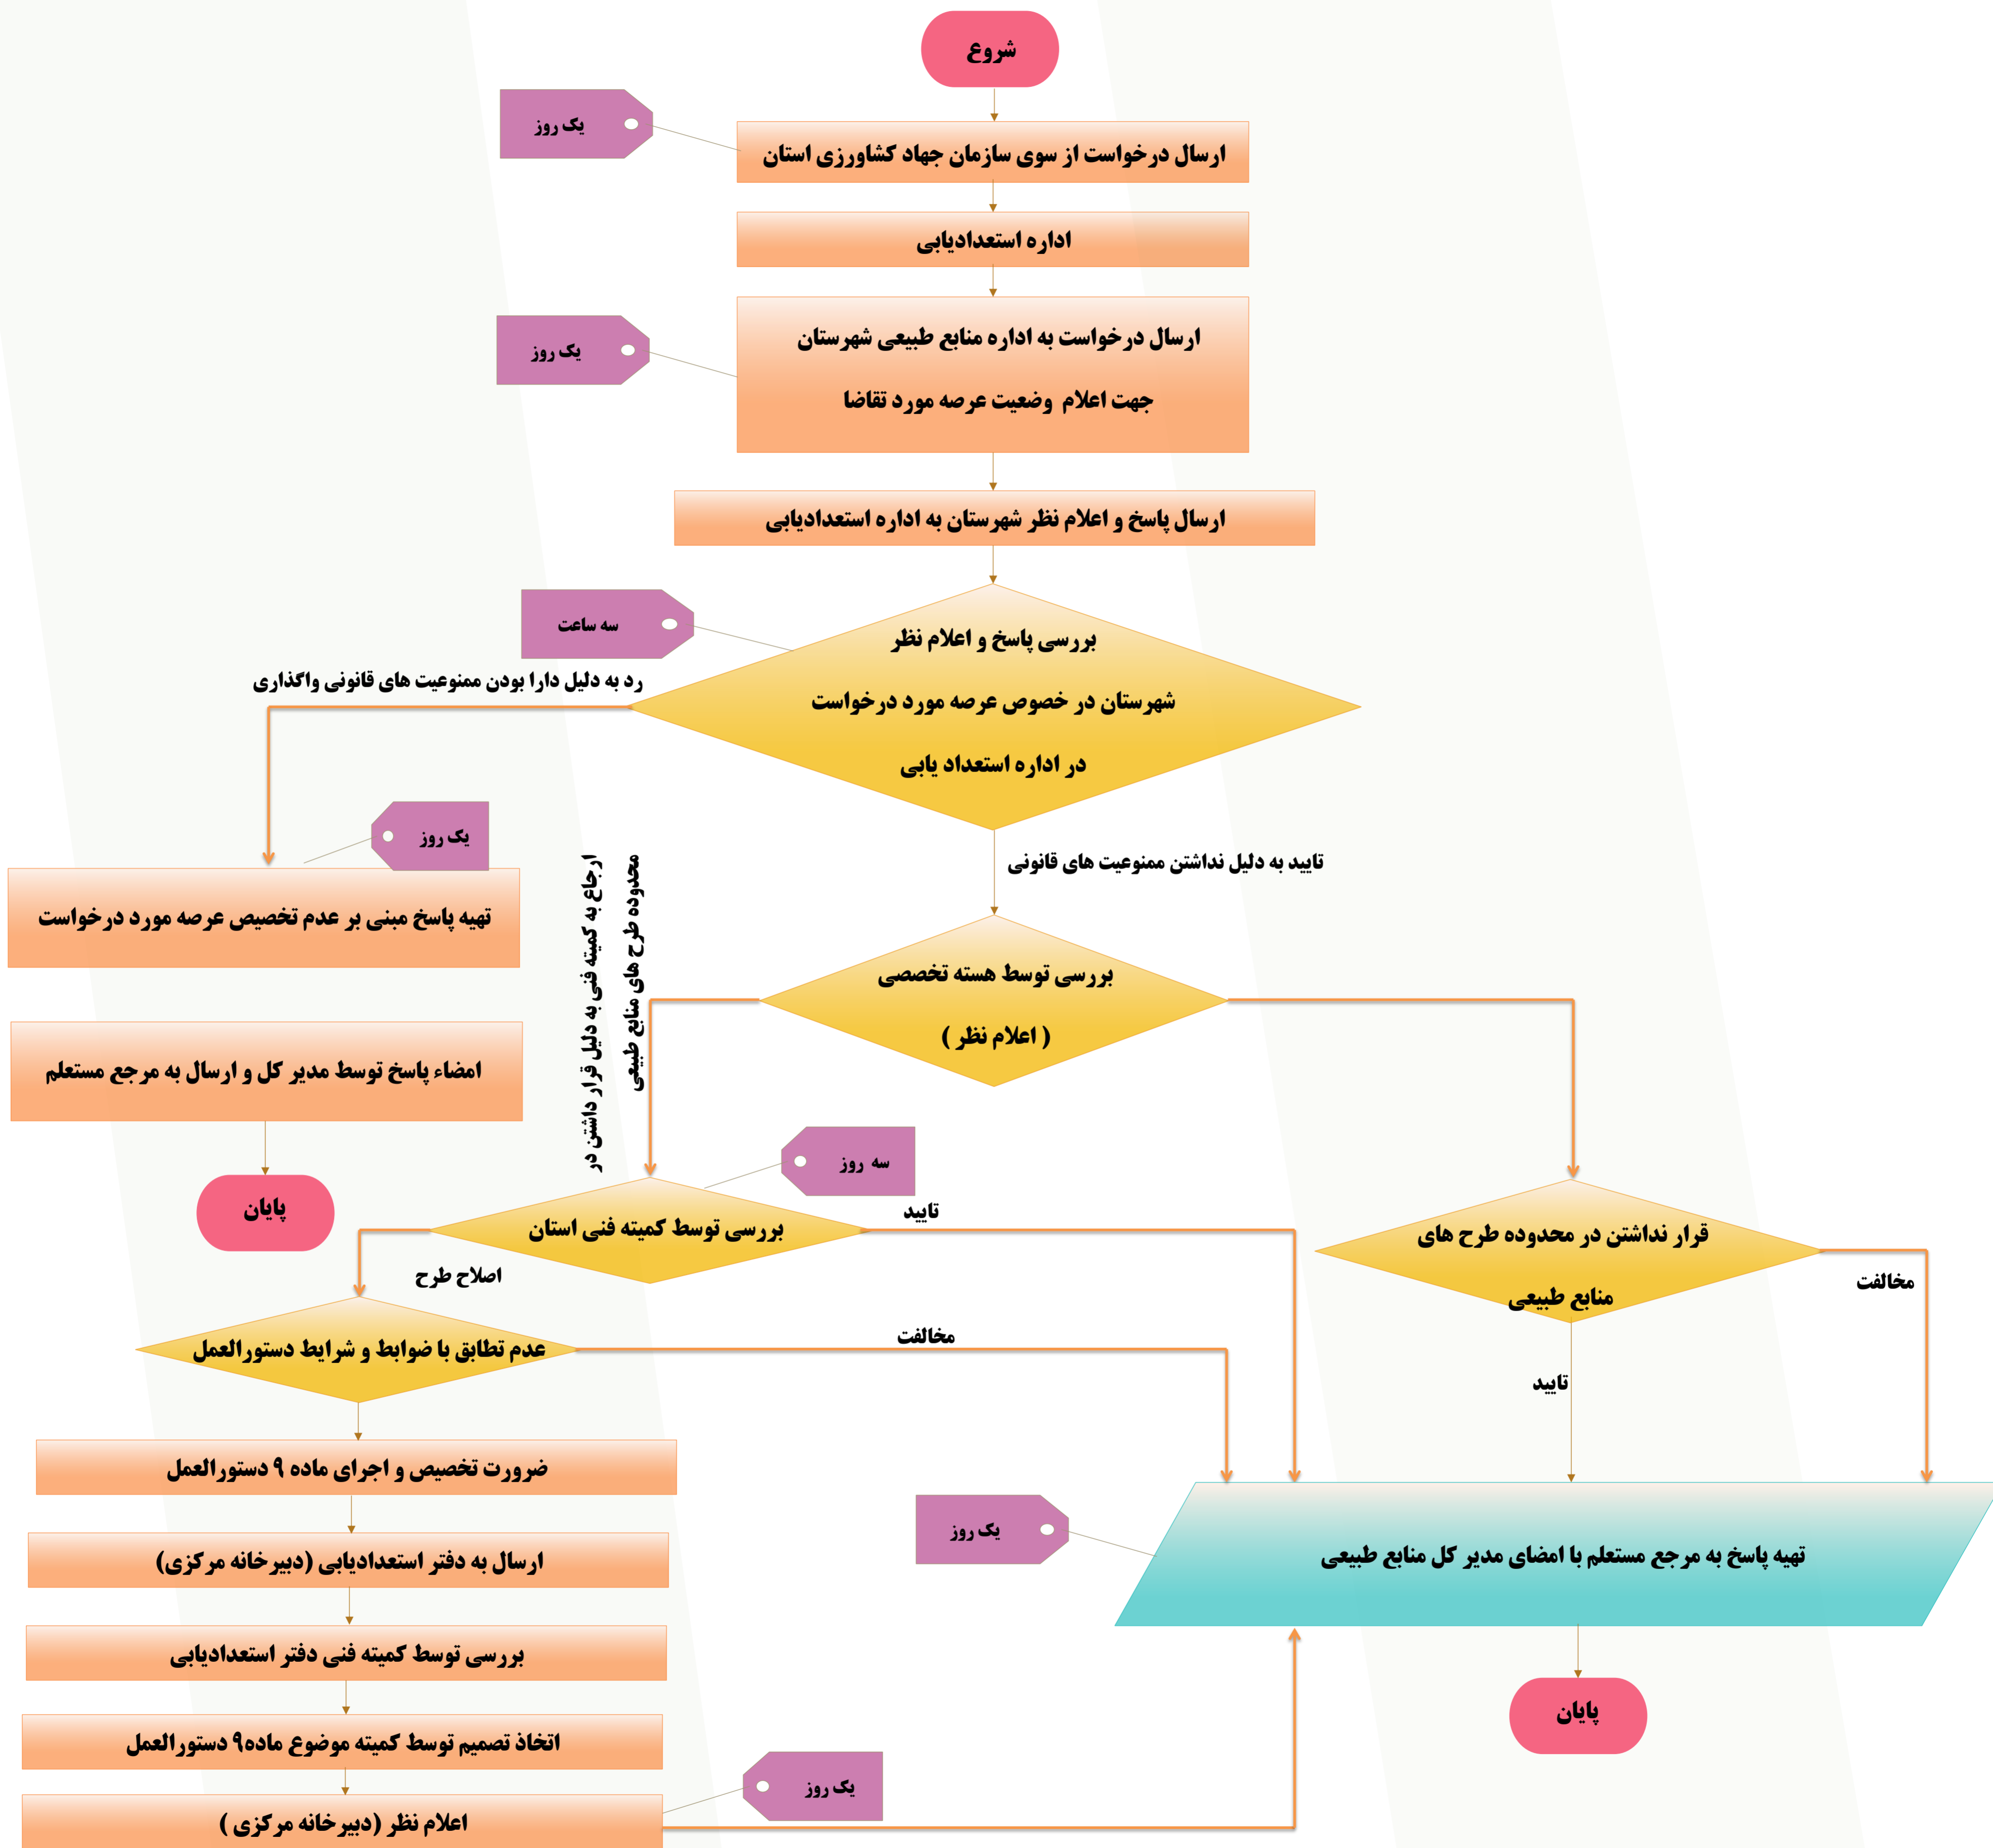 شروع
یک روز
ارسال درخواست از سوی سازمان جهاد کشاورزی استان
اداره استعدادیابی
یک روز
ارسال درخواست به اداره منابع طبیعی شهرستان
جهت اعلام وضعیت عرصه مورد تقاضا
ارسال پاسخ و اعلام نظر شهرستان به اداره استعدادیابی
سه ساعت
بررسی پاسخ و اعلام نظر
شهرستان در خصوص عرصه مورد درخواست
در اداره استعداد یابی
رد به دلیل دارا بودن ممنوعیت های قانونی واگذاری
یک روز
تهیه پاسخ مبنی بر عدم تخصیص عرصه مورد درخواست
امضاء پاسخ توسط مدیر کل و ارسال به مرجع مستعلم
پایان
تایید به دلیل نداشتن ممنوعیت های قانونی
بررسی توسط هسته تخصصی
( اعلام نظر )
ارجاع به کمیته فنی به دلیل قرار داشتن در
محدوده طرح های منابع طبیعی
سه روز
بررسی توسط کمیته فنی استان
تایید
اصلاح طرح
قرار نداشتن در محدوده طرح های
منابع طبیعی
مخالفت
تایید
عدم تطابق با ضوابط و شرایط دستورالعمل
مخالفت
ضرورت تخصیص و اجرای ماده ۹ دستورالعمل
ارسال به دفتر استعدادیابی (دبیرخانه مرکزی)
بررسی توسط کمیته فنی دفتر استعدادیابی
اتخاذ تصمیم توسط کمیته موضوع ماده۹ دستورالعمل
یک روز
اعلام نظر (دبیرخانه مرکزی )
یک روز
تهیه پاسخ به مرجع مستعلم با امضای مدیر کل منابع طبیعی
پایان